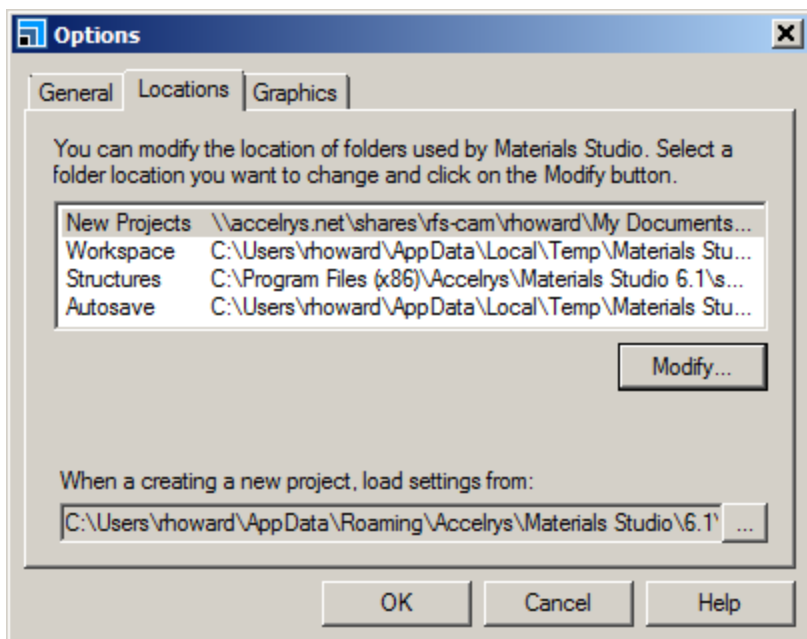 Options
General Locations Graphics
You can modify the location of folders used by Materials Studio. Select a
folder location you want to change and click on the Modify button.
New Projects \\accelrys.net\shares\rfs-cam\rhoward\My Documents...
Workspace C:\Users\rhoward\AppData\Local\Temp\Materials Stu...
Structures C:\Program Files (x86)\Accelrys\Materials Studio 6.1\s...
Autosave C:\Users\rhoward\AppData\Local\Temp\Materials Stu...
Modify...
When a creating a new project, load settings from:
C:\Users\rhoward\AppData\Roaming\Accelrys\Materials Studio\6.1\ ...
OK Cancel Help